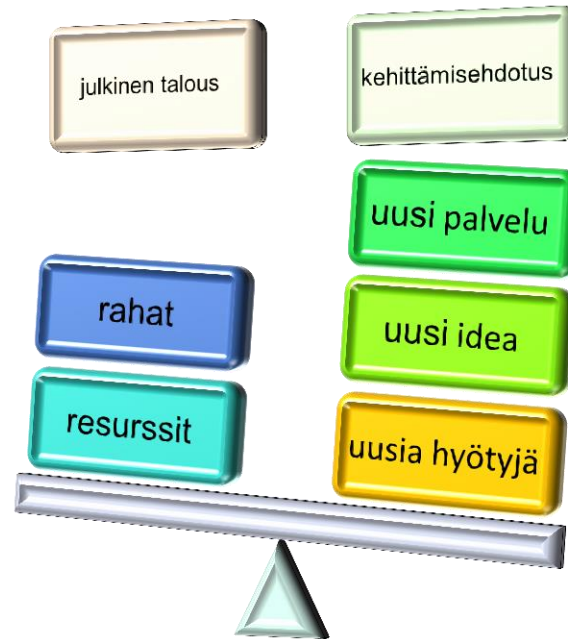 julkinen talous
kehittämisehdotus
uusi palvelu
rahat
uusi idea
resurssit
uusia hyötyjä